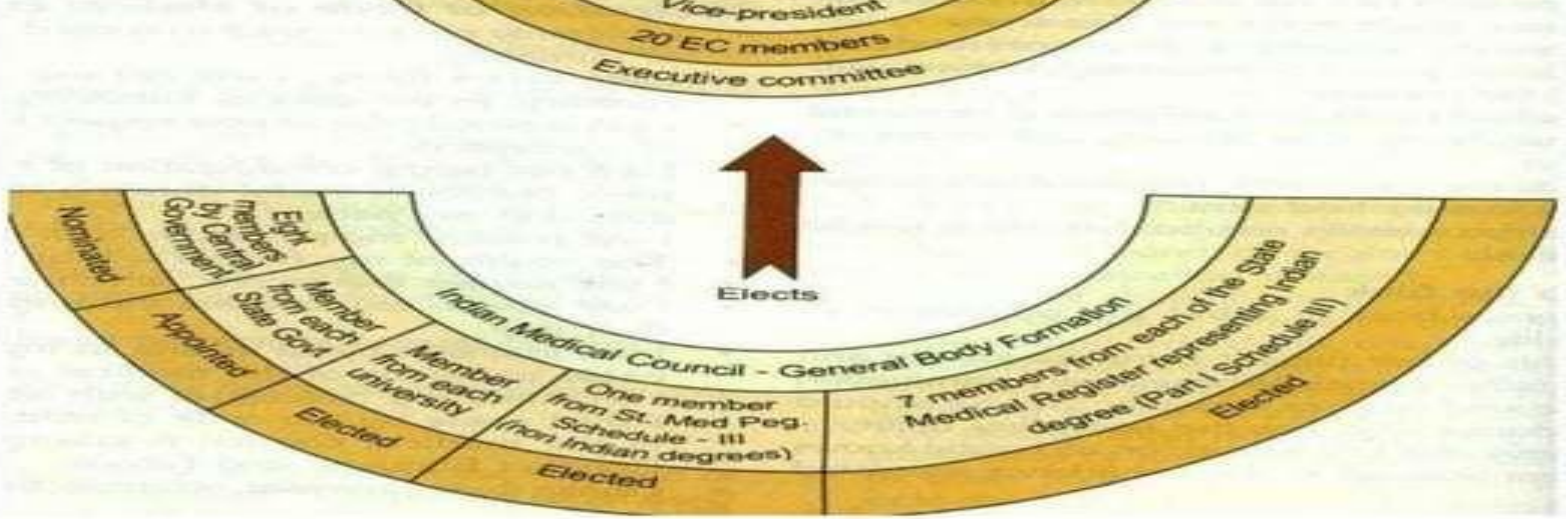 Vice-president
20 EC members
Executive committee
Elects
Indian Medical Council - General Body Formation
Eight
members
by Central
Government
Nominated
Member
from each
State Govt
Appointed
Member
from each
university
Elected
One member
from St. Med Peg.
Schedule - III
(non Indian degrees)
Elected
7 members from each of the State
Medical Register representing Indian
degree (Part I Schedule III)
Elected